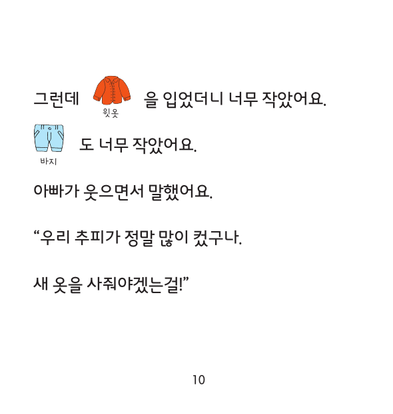 그런데 윗옷 을 입었더니 너무 작았어요.
바지 도 너무 작았어요.
아빠가 웃으면서 말했어요.
“우리 추피가 정말 많이 컸구나.
새 옷을 사줘야겠는걸!”
10